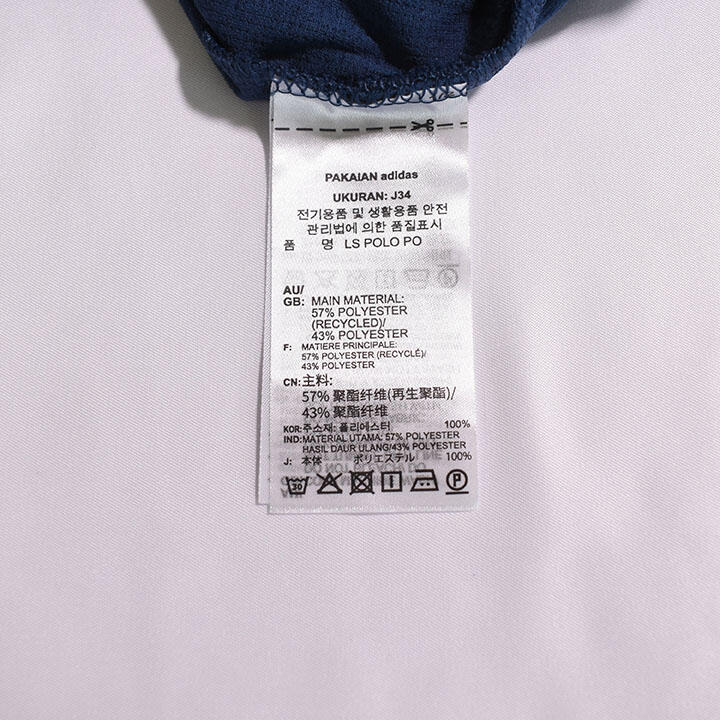 PAKAIAN adidas
UKURAN: J34
전기용품 및 생활용품 안전
관리법에 의한 품질표시
품 명 LS POLO PO
AU/
GB: MAIN MATERIAL:
57% POLYESTER
(RECYCLED)/
43% POLYESTER
F: MATIERE PRINCIPALE:
57% POLYESTER (RECYCLÉ)/
43% POLYESTER
CN: 主料:
57% 聚酯纤维(再生聚酯)/
43% 聚酯纤维
KOR: 주소재: 폴리에스터 100%
IND: MATERIAL UTAMA: 57% POLYESTER
HASIL DAUR ULANG/43% POLYESTER
J: 本体 ポリエステル 100%
30
P